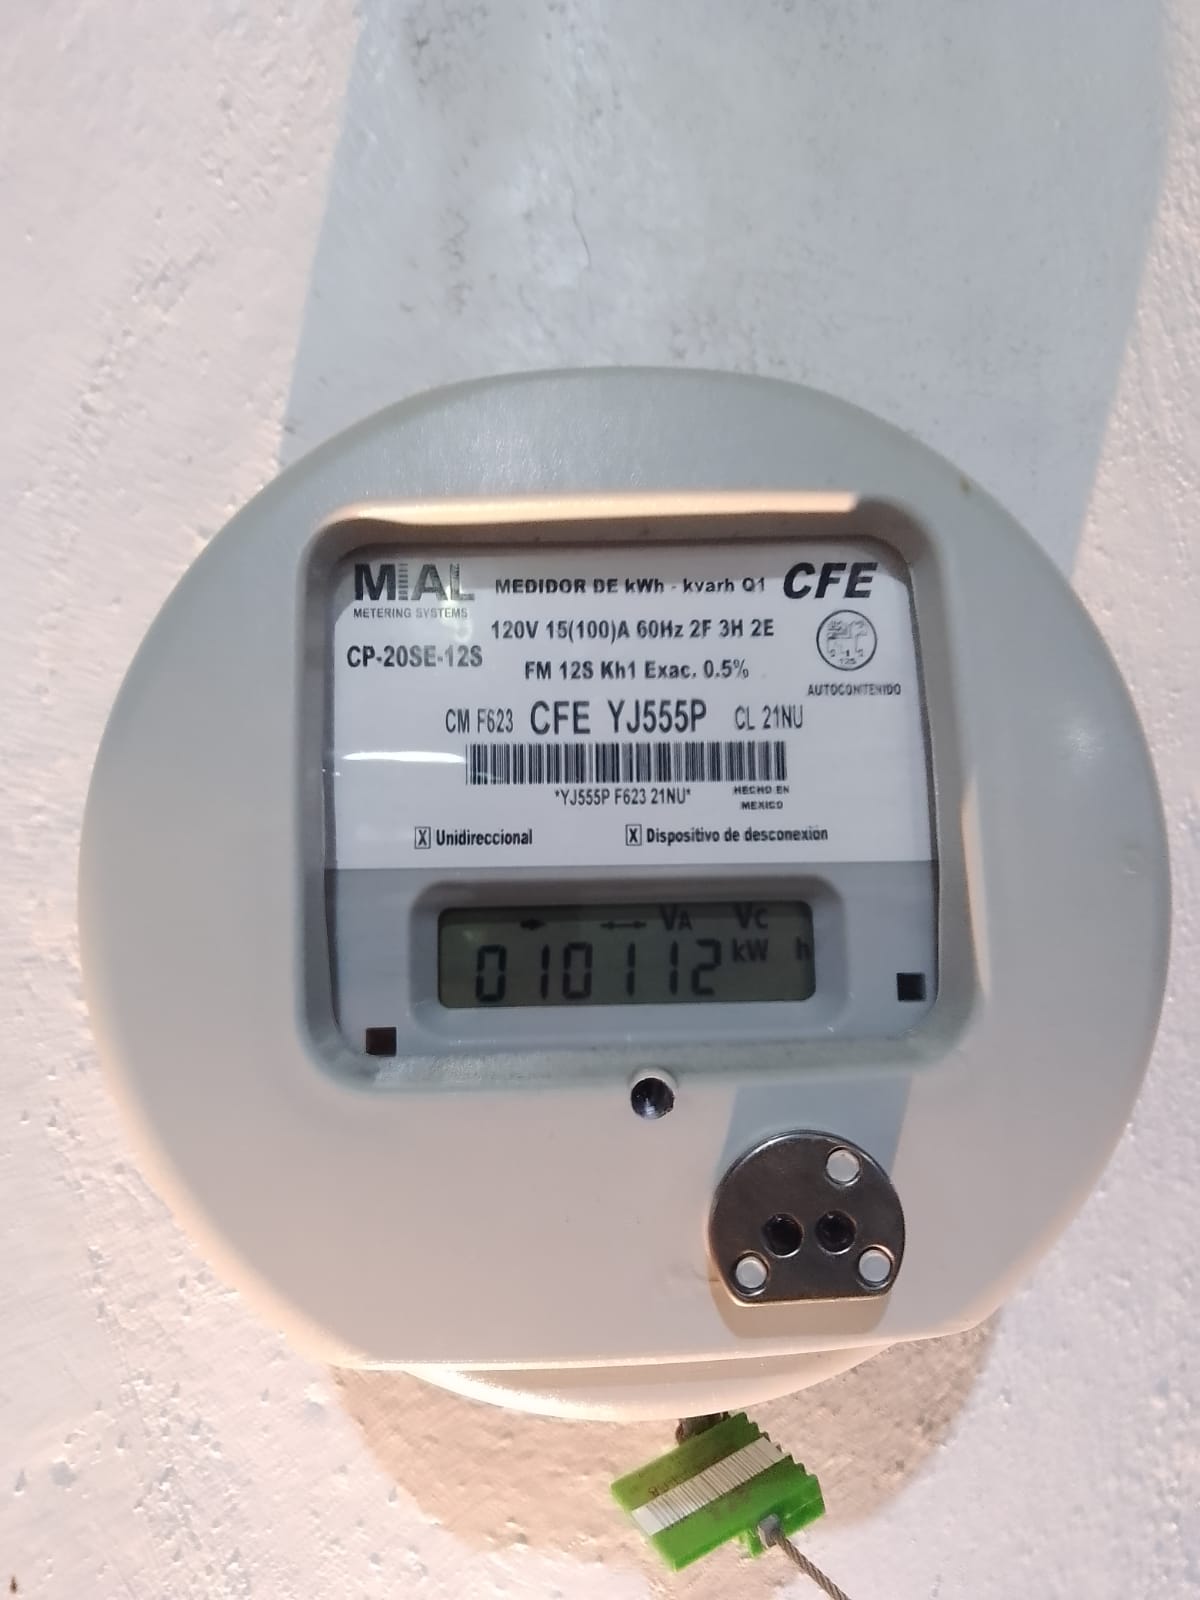 MIAL
METERING SYSTEMS
MEDIDOR DE kWh - kvarh Q1
CFE
120V 15(100)A 60Hz 2F 3H 2E
CP-20SE-12S
FM 12S Kh1 Exac. 0.5%
AUTOCONTENIDO
CM F623 CFE YJ555P CL 21NU
*YJ555P F623 21NU*
HECHO EN
MEXICO
X Unidireccional
X Dispositivo de desconexión
VA VC
010112 kW h